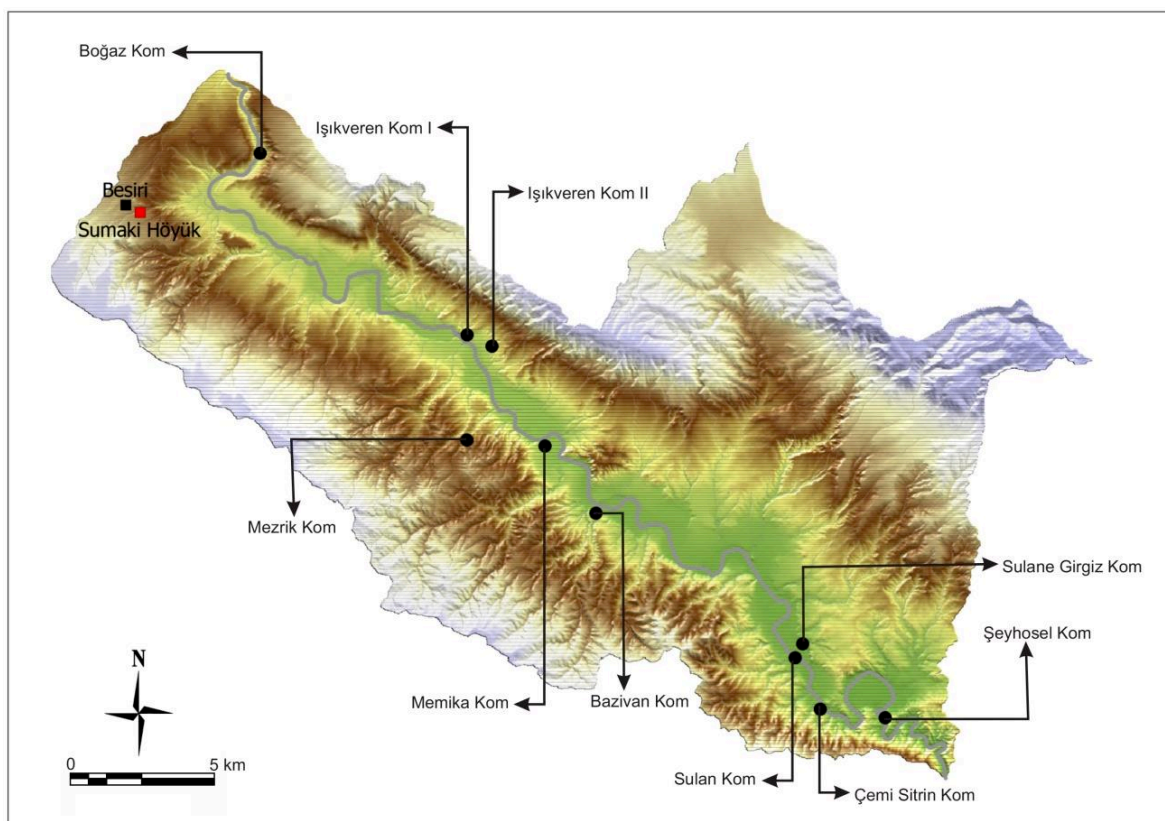 Boğaz Kom
Işıkveren Kom I
Işıkveren Kom II
Besiri
Sumaki Höyük
Mezrik Kom
Sulane Girgiz Kom
Şeyhosel Kom
N
Memika Kom
Bazivan Kom
0 5 km
Sulan Kom
Çemi Sitrin Kom